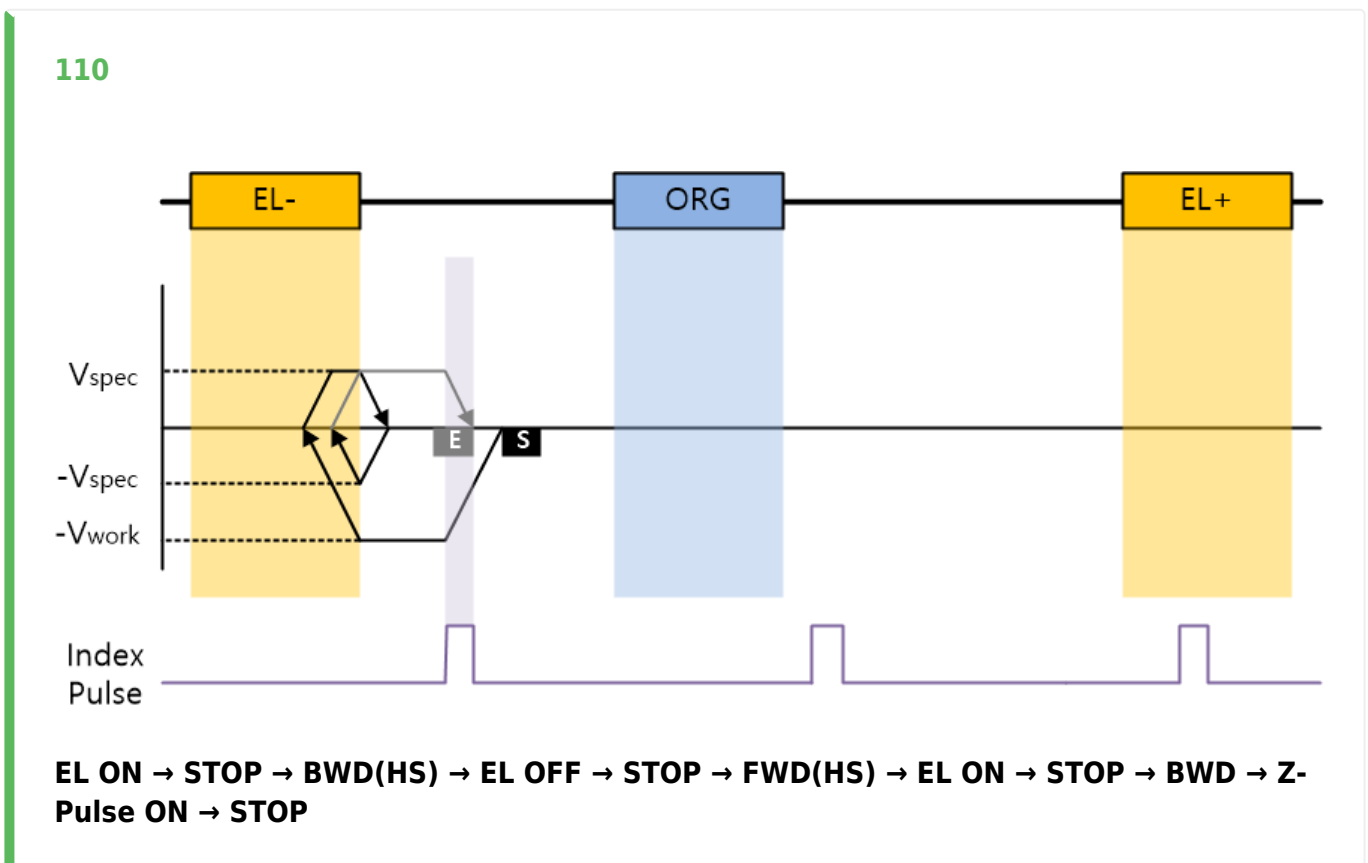 110
EL-
ORG
EL+
Vspec
E
S
-Vspec
-Vwork
Index
Pulse
EL ON → STOP → BWD(HS) → EL OFF → STOP → FWD(HS) → EL ON → STOP → BWD → Z-
Pulse ON → STOP